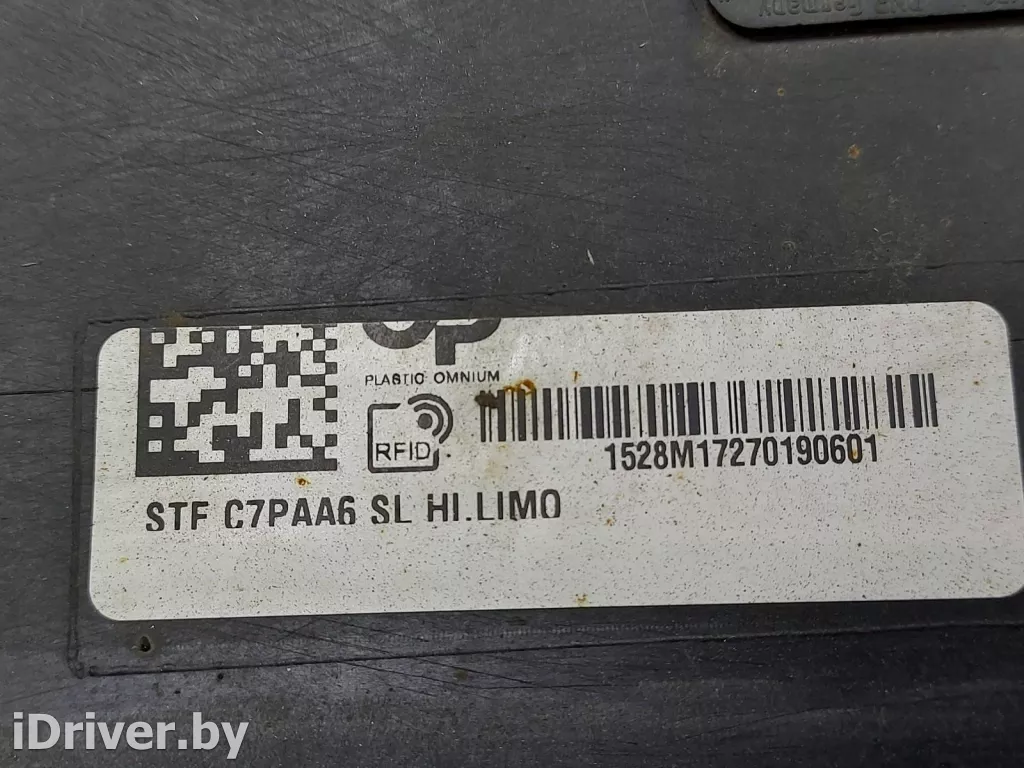 PLASTIC OMNIUM
RFID
1528M17270190601
STF C7PAA6 SL HI.LIMO
iDriver.by